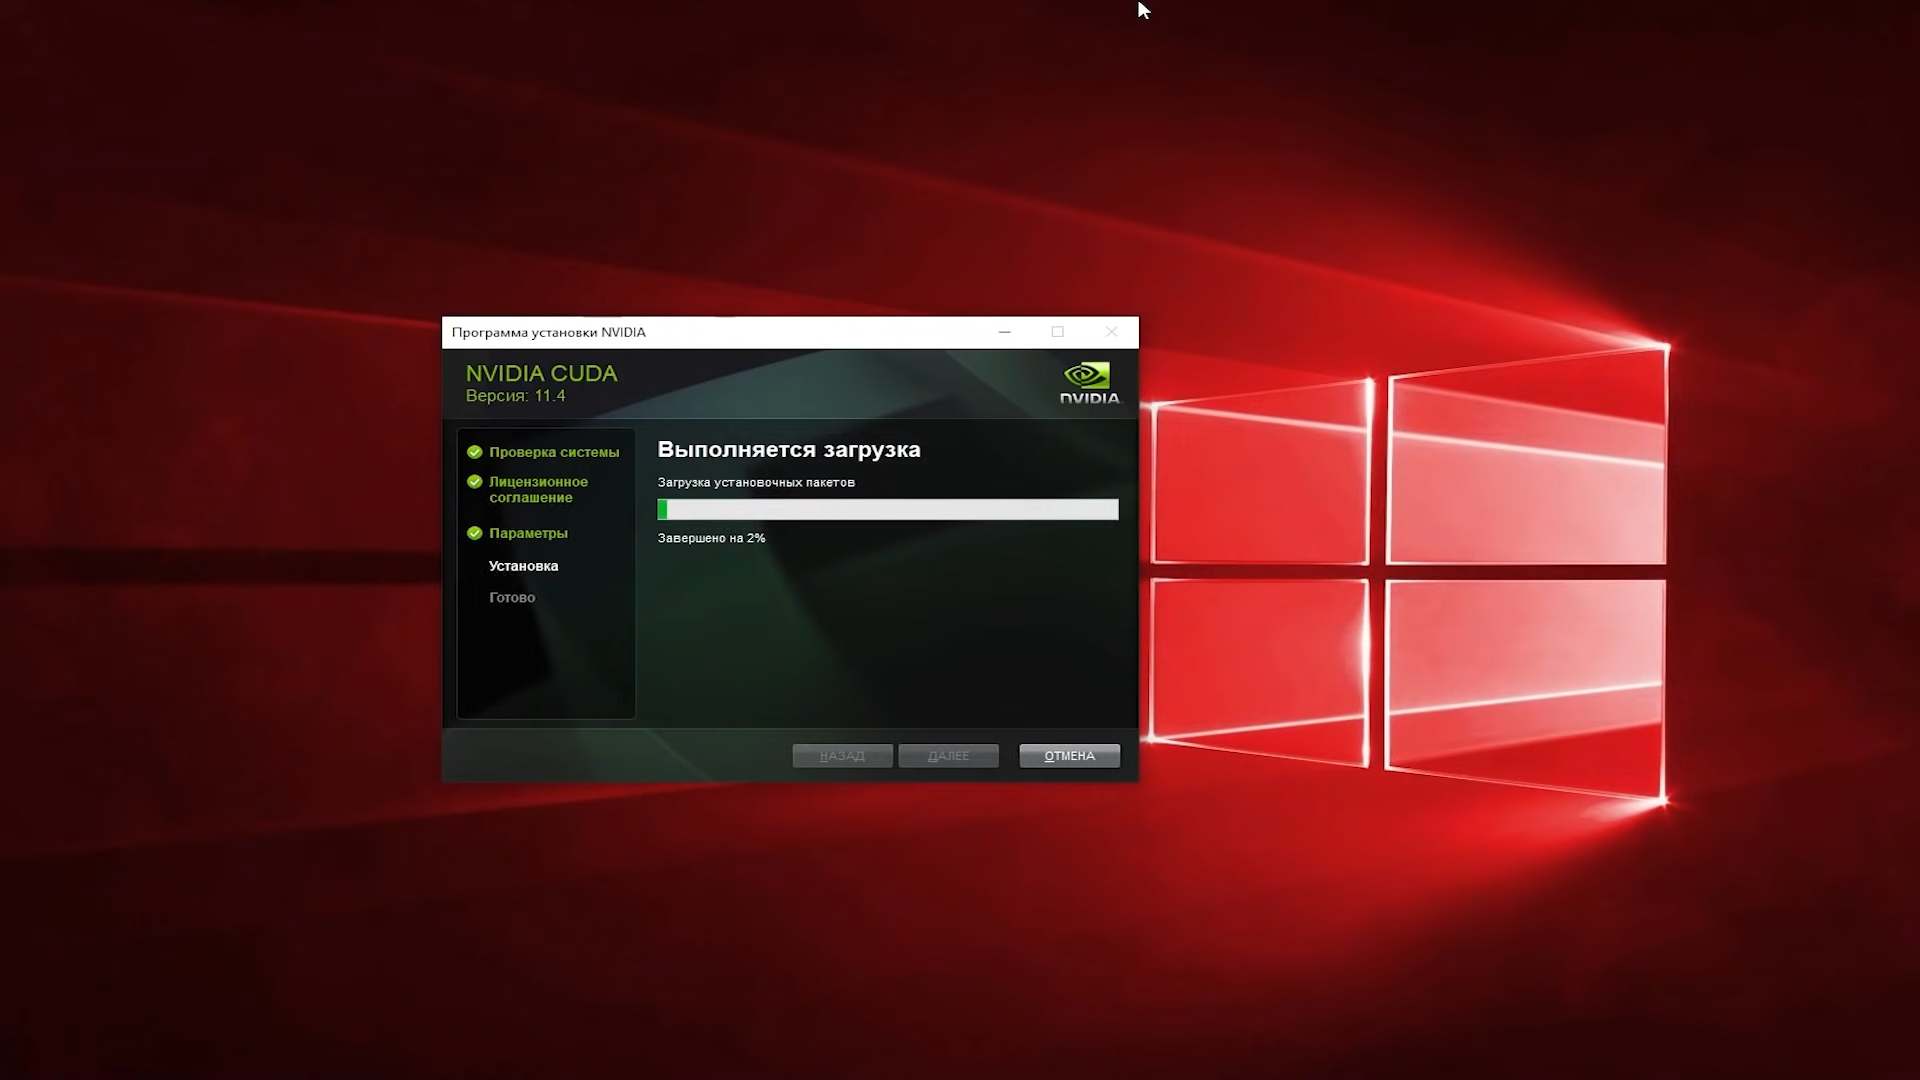 Программа установки NVIDIA
NVIDIA CUDA
Версия: 11.4
NVIDIA
Проверка системы
Лицензионное
соглашение
Параметры
Установка
Готово
Выполняется загрузка
Загрузка установочных пакетов
Завершено на 2%
НАЗАД
ДАЛЕЕ
ОТМЕНА